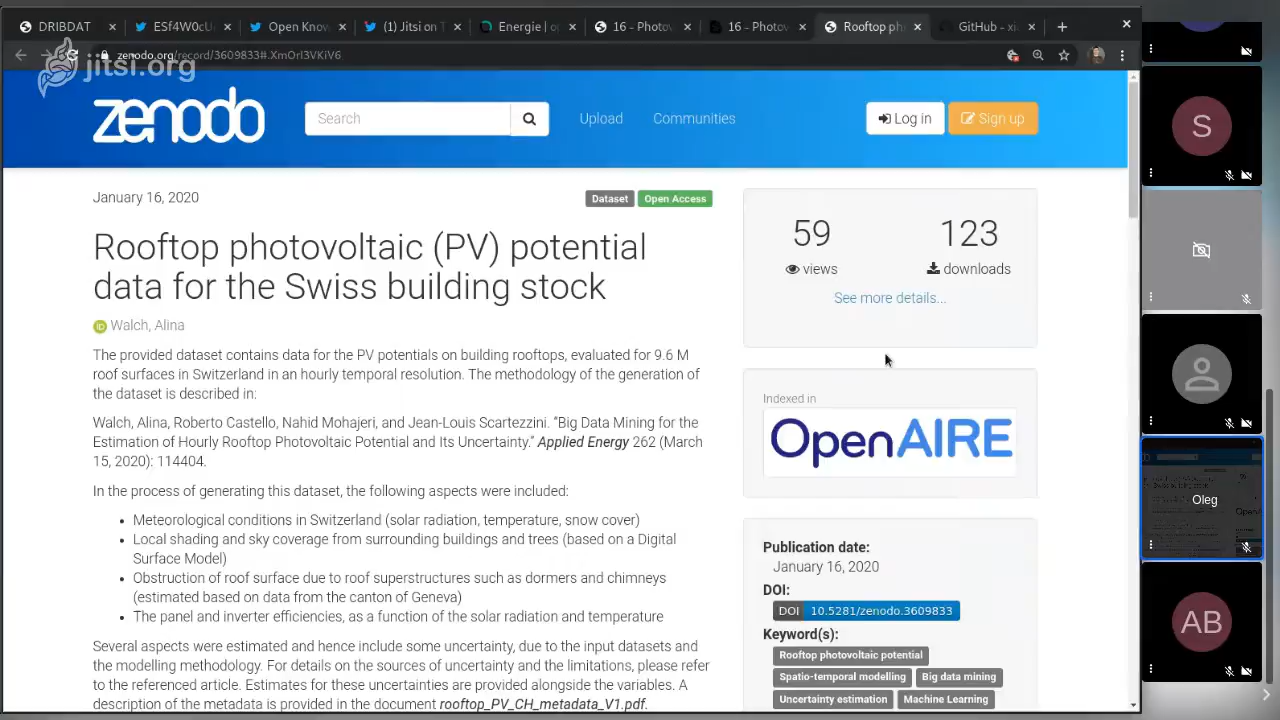 DRIBDAT
ESf4W0cU
Open Know
(1) Jitsi on T
Energie | op
16 - Photov
16 - Photo
Rooftop ph
GitHub - xia
zenodo.org/record/3609833#.XmOrI3VKiV6
jitsi.org
zenodo
Search
Upload
Communities
Log in
Sign up
January 16, 2020
Dataset
Open Access
Rooftop photovoltaic (PV) potential
data for the Swiss building stock
iD Walch, Alina
The provided dataset contains data for the PV potentials on building rooftops, evaluated for 9.6 M
roof surfaces in Switzerland in an hourly temporal resolution. The methodology of the generation of
the dataset is described in:
Walch, Alina, Roberto Castello, Nahid Mohajeri, and Jean-Louis Scartezzini. “Big Data Mining for the
Estimation of Hourly Rooftop Photovoltaic Potential and Its Uncertainty.” Applied Energy 262 (March
15, 2020): 114404.
In the process of generating this dataset, the following aspects were included:
• Meteorological conditions in Switzerland (solar radiation, temperature, snow cover)
• Local shading and sky coverage from surrounding buildings and trees (based on a Digital
Surface Model)
• Obstruction of roof surface due to roof superstructures such as dormers and chimneys
(estimated based on data from the canton of Geneva)
• The panel and inverter efficiencies, as a function of the solar radiation and temperature
Several aspects were estimated and hence include some uncertainty, due to the input datasets and
the modelling methodology. For details on the sources of uncertainty and the limitations, please refer
to the referenced article. Estimates for these uncertainties are provided alongside the variables. A
description of the metadata is provided in the document rooftop_PV_CH_metadata_V1.pdf.
59
views
123
downloads
See more details...
Indexed in
OpenAIRE
Publication date:
January 16, 2020
DOI:
DOI 10.5281/zenodo.3609833
Keyword(s):
Rooftop photovoltaic potential
Spatio-temporal modelling
Big data mining
Uncertainty estimation
Machine Learning
S
Oleg
AB